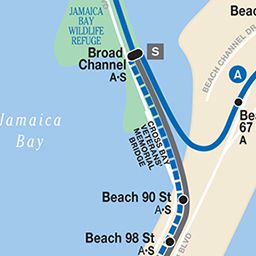 JAMAICA
BAY
WILDLIFE
REFUGE
Broad
Channel
A•S
S
BEACH CHANNEL DR
A
Jamaica
Bay
Beach
67
A
CROSS BAY
VETERANS
MEMORIAL
BRIDGE
Beach 90 St
A•S
Beach 98 St
A•S
BLVD